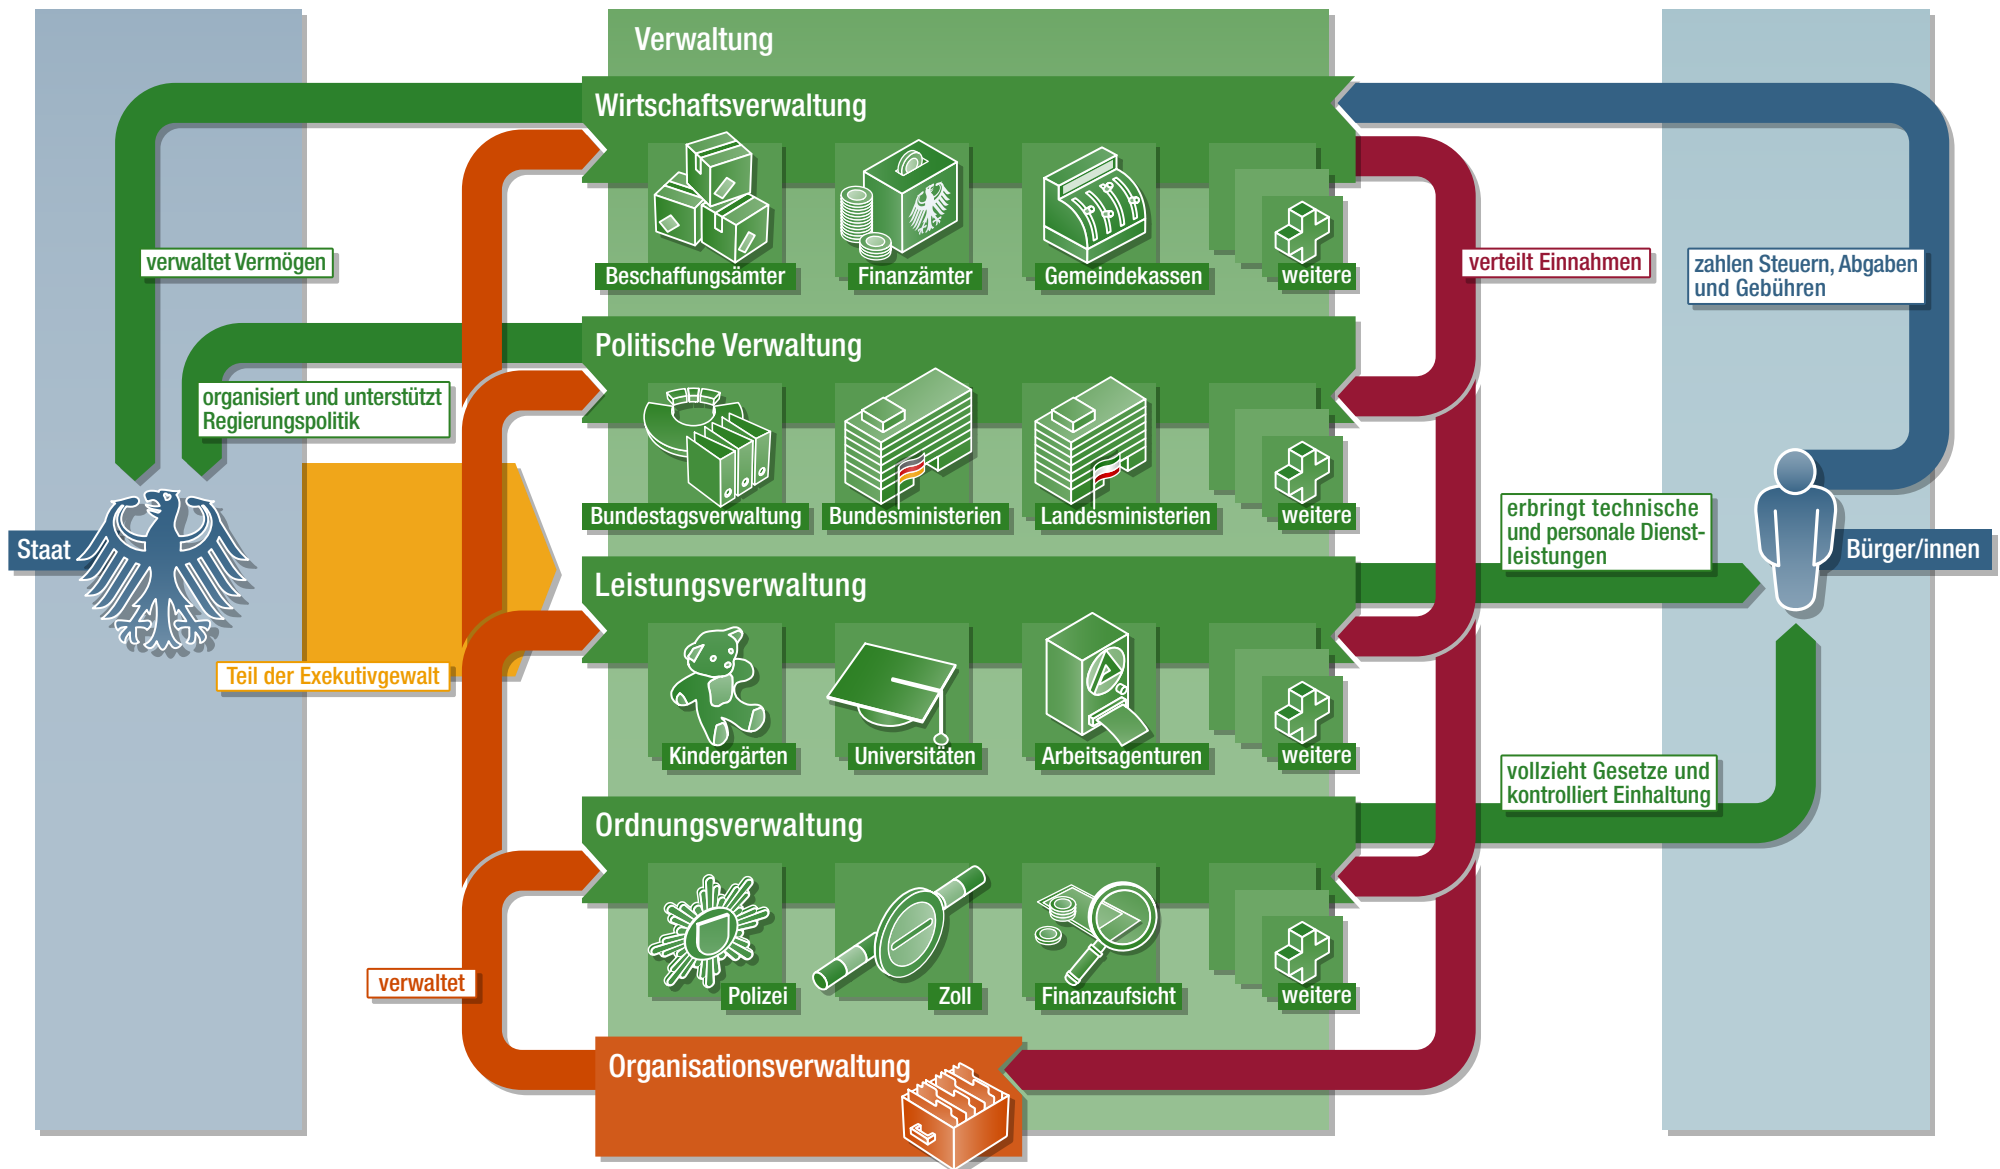 Verwaltung
Wirtschaftsverwaltung
Beschaffungsämter
Finanzämter
Gemeindekassen
weitere
verwaltet Vermögen
verteilt Einnahmen
zahlen Steuern, Abgaben
und Gebühren
Politische Verwaltung
organisiert und unterstützt
Regierungspolitik
Bundestagsverwaltung
Bundesministerien
Landesministerien
weitere
Staat
erbringt technische
und personale Dienst-
leistungen
Bürger/innen
Leistungsverwaltung
Teil der Exekutivgewalt
Kindergärten
Universitäten
Arbeitsagenturen
weitere
vollzieht Gesetze und
kontrolliert Einhaltung
Ordnungsverwaltung
verwaltet
Polizei
Zoll
Finanzaufsicht
weitere
Organisationsverwaltung